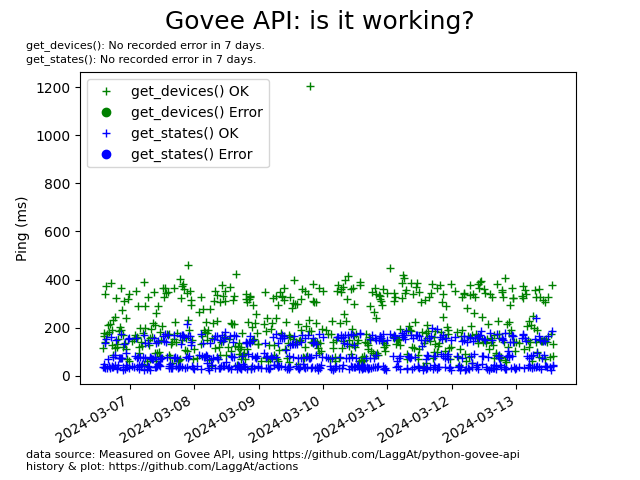 Govee API: is it working?
get_devices(): No recorded error in 7 days.
get_states(): No recorded error in 7 days.
1200
1000
800
600
400
200
0
Ping (ms)
get_devices() OK
get_devices() Error
get_states() OK
get_states() Error
2024-03-07
2024-03-08
2024-03-09
2024-03-10
2024-03-11
2024-03-12
2024-03-13
data source: Measured on Govee API, using https://github.com/LaggAt/python-govee-api
history & plot: https://github.com/LaggAt/actions